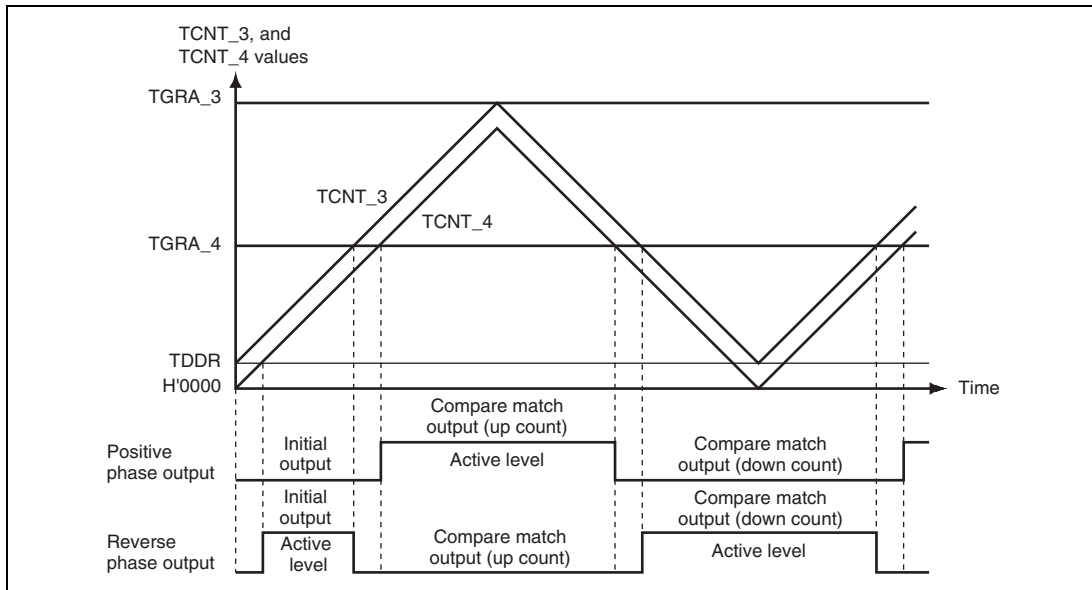 TCNT_3, and
TCNT_4 values
TGRA_3
TCNT_3
TCNT_4
TGRA_4
TDDR
H'0000
Time
Compare match
output (up count)
Positive
phase output
Initial
output
Active level
Compare match
output (down count)
Initial
output
Compare match
output (down count)
Reverse
phase output
Active
level
Compare match
output (up count)
Active level